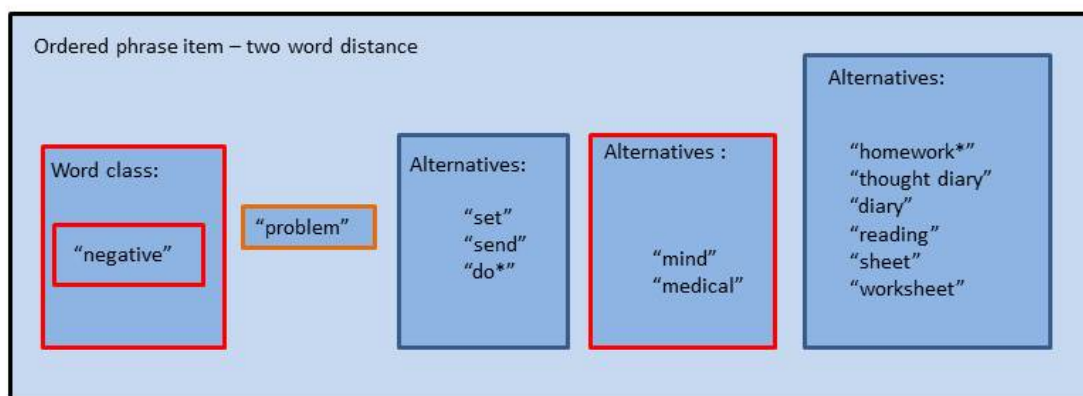 Ordered phrase item – two word distance
Word class:
“negative”
“problem”
Alternatives:
“set”
“send”
“do*”
Alternatives :
“mind”
“medical”
Alternatives:
“homework*”
“thought diary”
“diary”
“reading”
“sheet”
“worksheet”